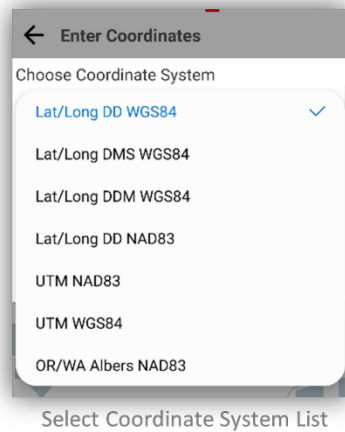 Enter Coordinates
Choose Coordinate System
Lat/Long DD WGS84
Lat/Long DMS WGS84
Lat/Long DDM WGS84
Lat/Long DD NAD83
UTM NAD83
UTM WGS84
OR/WA Albers NAD83
Select Coordinate System List